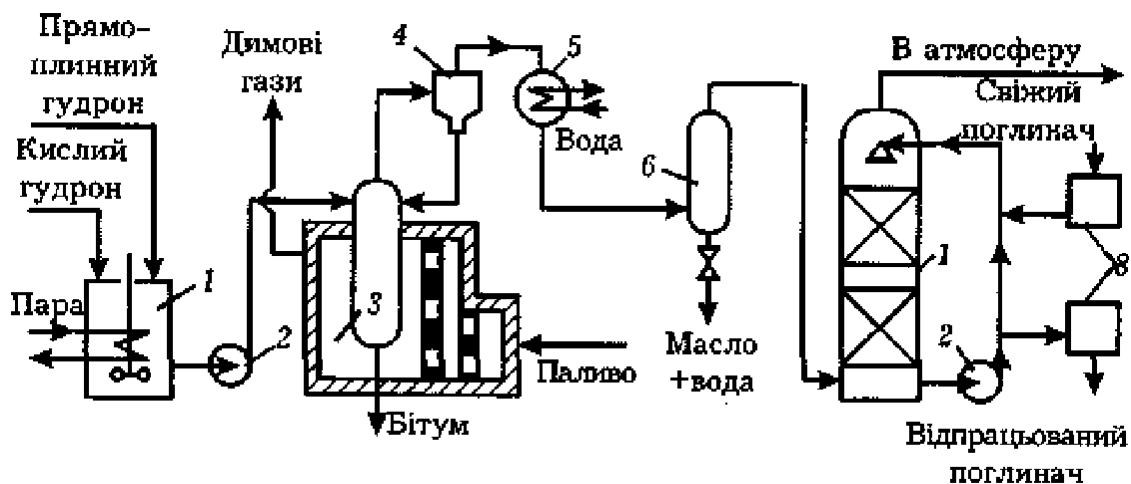 Прямо-
плинний
гудрон
Кислий
гудрон
Пара
1
2
Димові
гази
3
Бітум
Паливо
4
5
Вода
6
Масло
+вода
В атмосферу
Свіжий
поглинач
1
2
8
Відпрацьований
поглинач